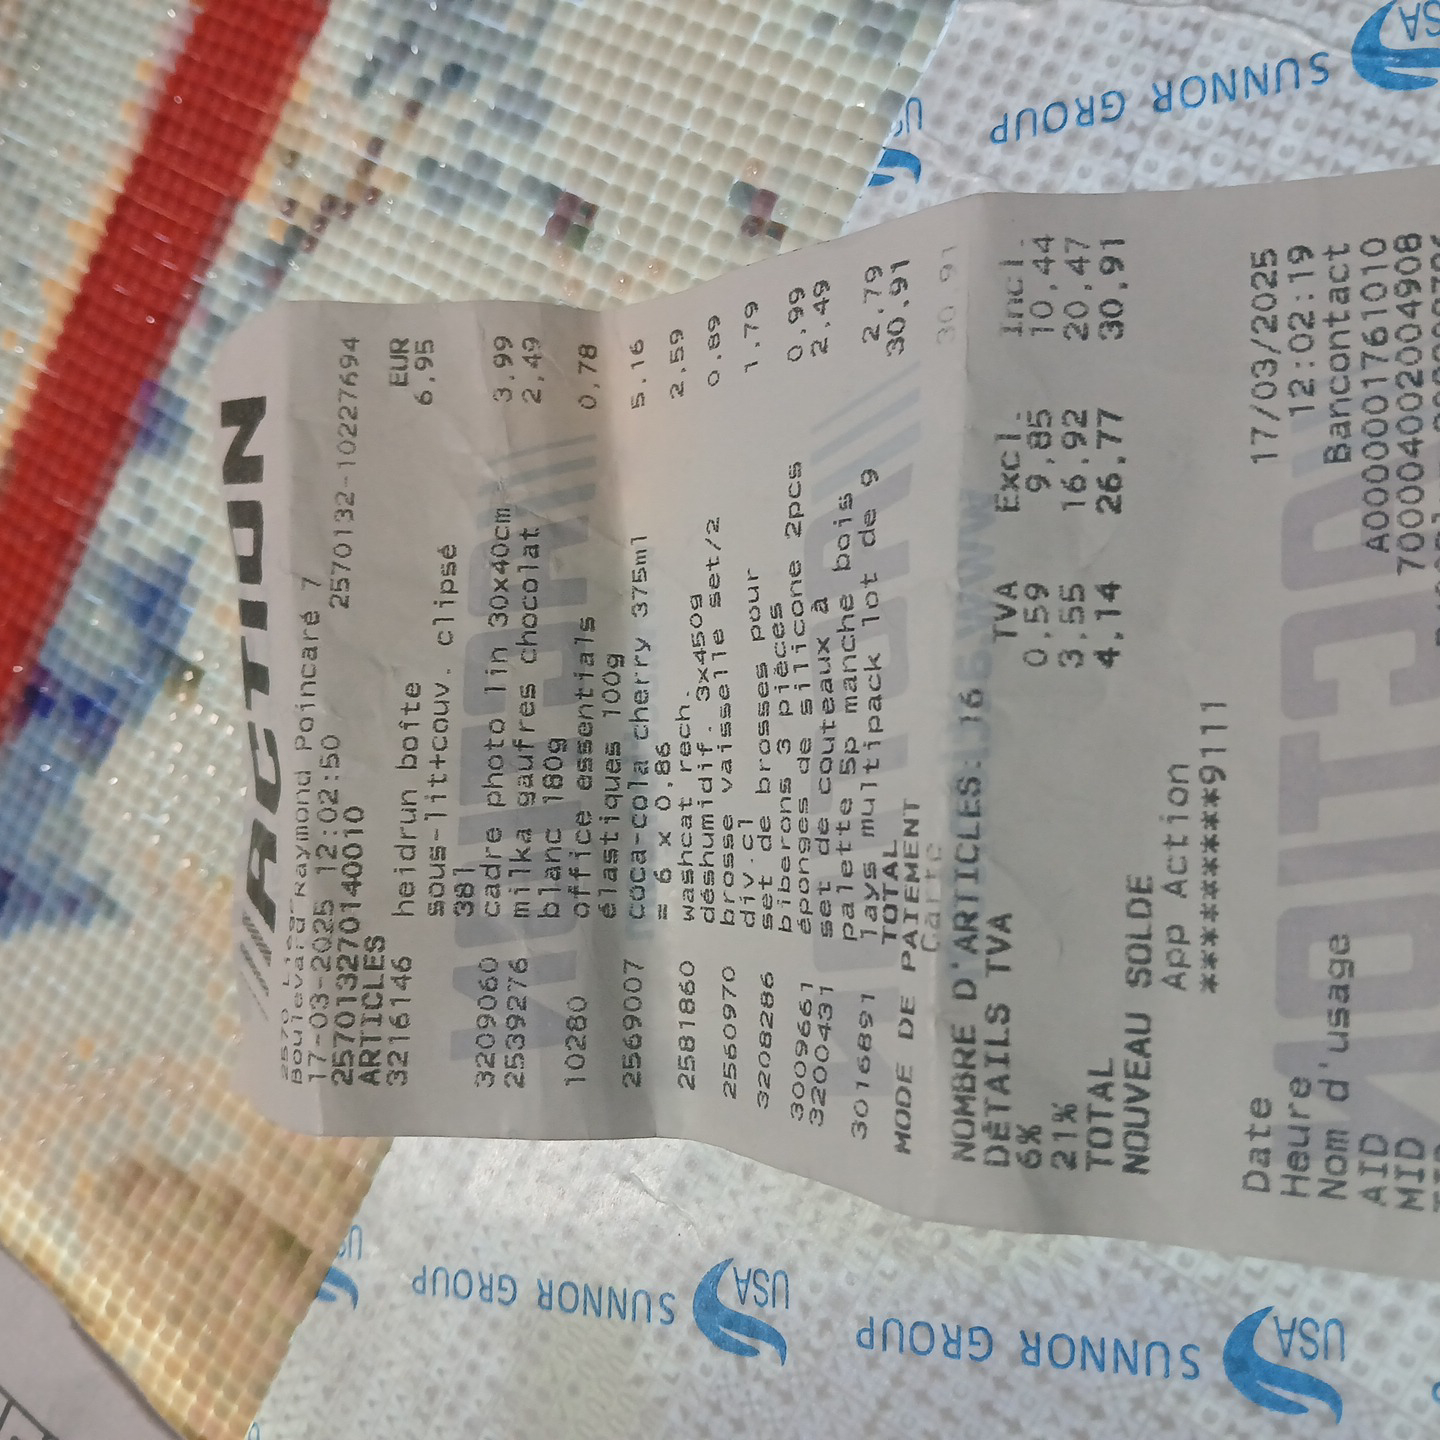 ACTION
Boulevard Raymond Poincaré 7
17-03-2025 12:02:50 2570132-10227694
257013270140010
ARTICLES EUR
3216146 heidrun boîte 6.95
sous-lit+couv. clipsé
38l
3209060 cadre photo lin 30x40cm 3.99
2539276 milka gaufres chocolat 2.49
blanc 180g
10280 office essentials 0.78
élastiques 100g
2569007 coca-cola cherry 375ml 5.16
= 6 x 0.86
2581860 washcat rech. 2.59
déshumidif. 3x450g
2560970 brosse vaisselle set/2 0.89
div.cl
3208286 set de brosses pour 1.79
biberons 3 pièces
3009661 éponges de silicone 2pcs 0.99
3200431 set de couteaux à 2.49
palette 5p manche bois
3016891 lays multipack lot de 9 2.79
TOTAL 30.91
MODE DE PAIEMENT
Carte 30.91
NOMBRE D'ARTICLES: 16
DÉTAILS TVA TVA Excl. Incl.
6% 0.59 9.85 10.44
21% 3.55 16.92 20.47
TOTAL 4.14 26.77 30.91
NOUVEAU SOLDE
App Action
*********9111
Date 17/03/2025
Heure 12:02:19
Nom d'usage Bancontact
AID A0000001761010
MID 700004002004908
SUNNOR GROUP USA
USA
SUNNOR GROUP USA
SUNNOR GROUP USA